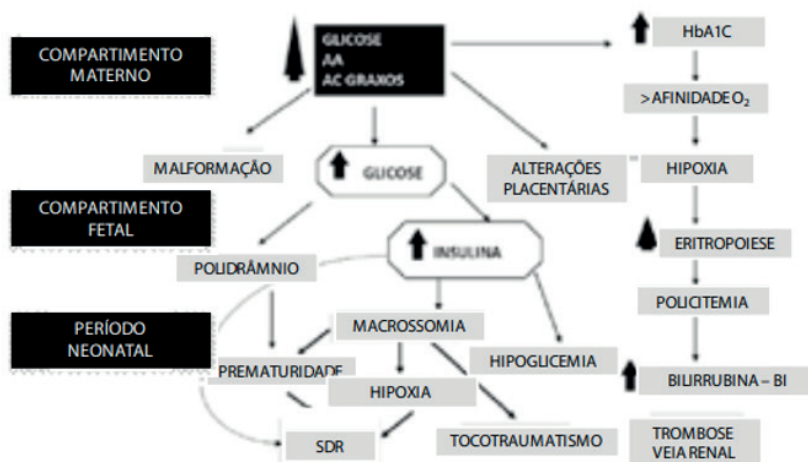 COMPARTIMENTO
MATERNO
GLICOSE
AA
AC GRAXOS
HbA1C
>AFINIDADE O₂
MALFORMAÇÃO
GLICOSE
ALTERAÇÕES
PLACENTÁRIAS
HIPOXIA
COMPARTIMENTO
FETAL
INSULINA
ERITROPOIESE
POLIDRÂMNIO
POLICITEMIA
PERÍODO
NEONATAL
MACROSSOMIA
PREMATURIDADE
HIPOXIA
HIPOGLICEMIA
BILIRRUBINA – BI
SDR
TOCOTRAUMATISMO
TROMBOSE
VEIA RENAL